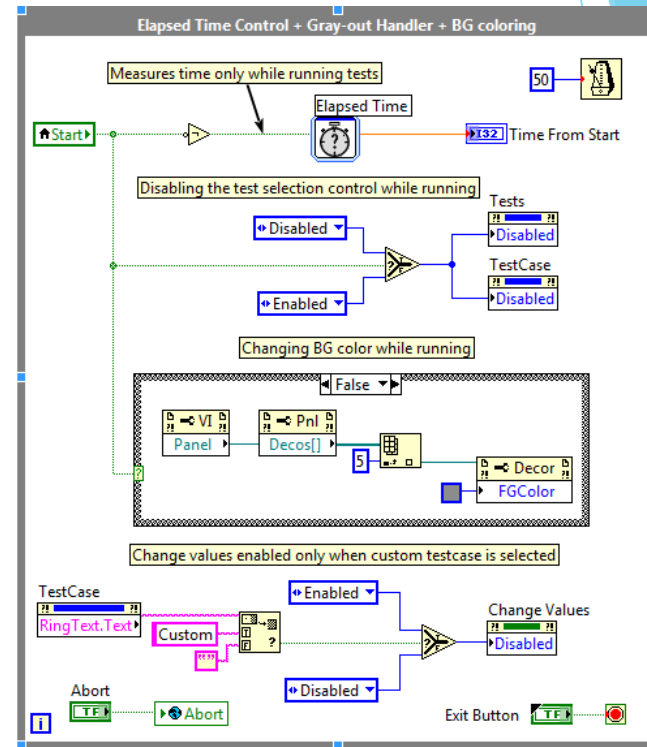 Elapsed Time Control + Gray-out Handler + BG coloring
Measures time only while running tests
50
Elapsed Time
Start
?
I32 Time From Start
Disabling the test selection control while running
Tests
Disabled
?! ?!
Disabled
? T F
TestCase
?! ?!
Disabled
Enabled
Changing BG color while running
False
VI
?! ?!
Panel
Pnl
?! ?!
Decos[]
5
?
Decor
?! ?!
FGColor
Change values enabled only when custom testcase is selected
TestCase
?! ?!
RingText.Text
Custom
""
T
F
?
Enabled
? T F
Change Values
?! ?!
Disabled
Disabled
Abort
TF
Abort
Exit Button
TF
i